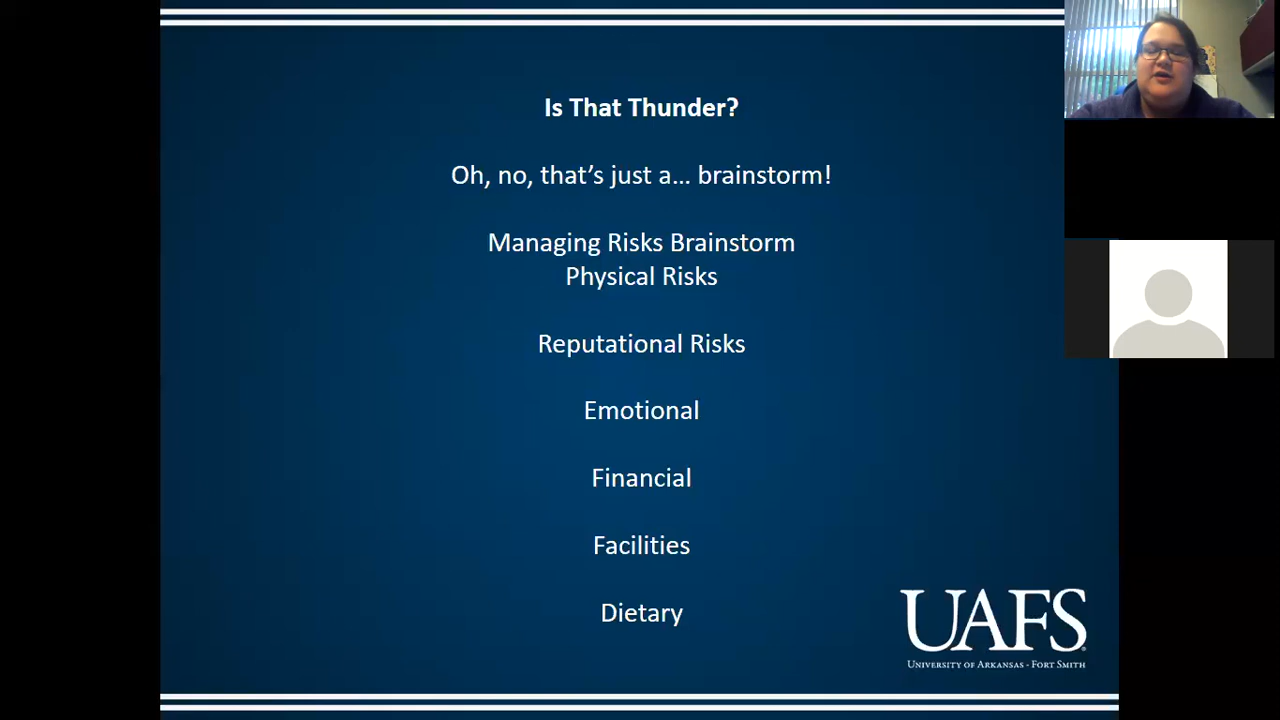 Is That Thunder?
Oh, no, that’s just a… brainstorm!
Managing Risks Brainstorm
Physical Risks
Reputational Risks
Emotional
Financial
Facilities
Dietary
UAFS
UNIVERSITY OF ARKANSAS - FORT SMITH